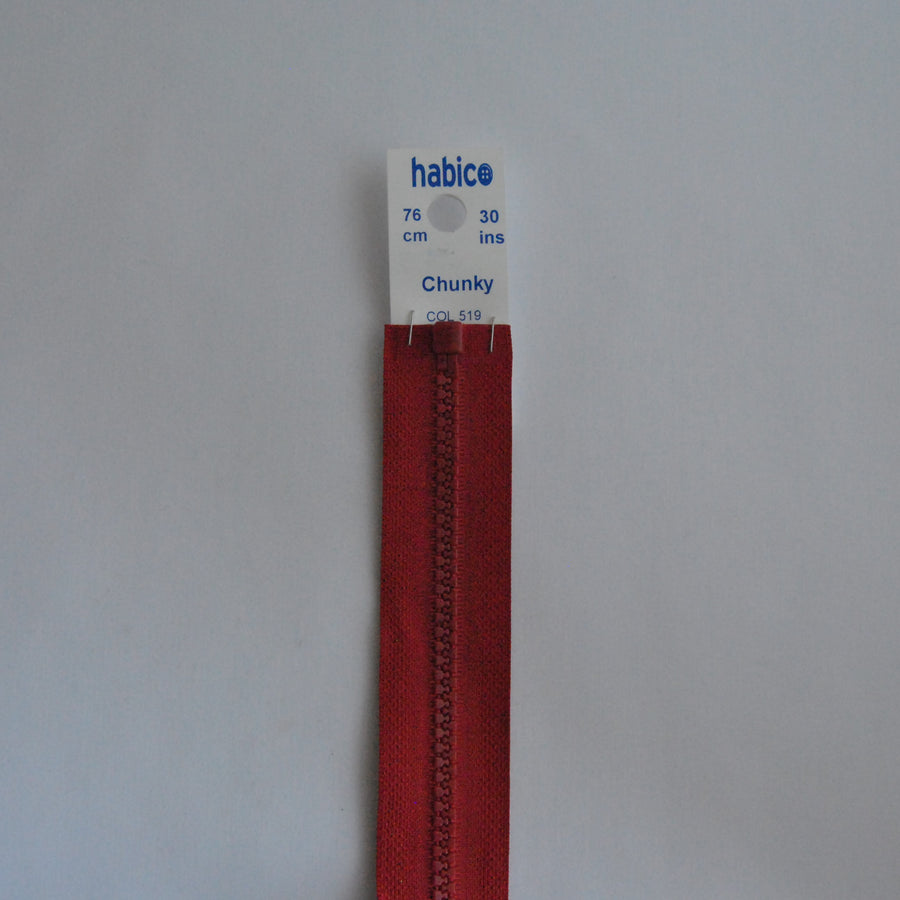 habico
76 30
cm ins
Chunky
COL 519